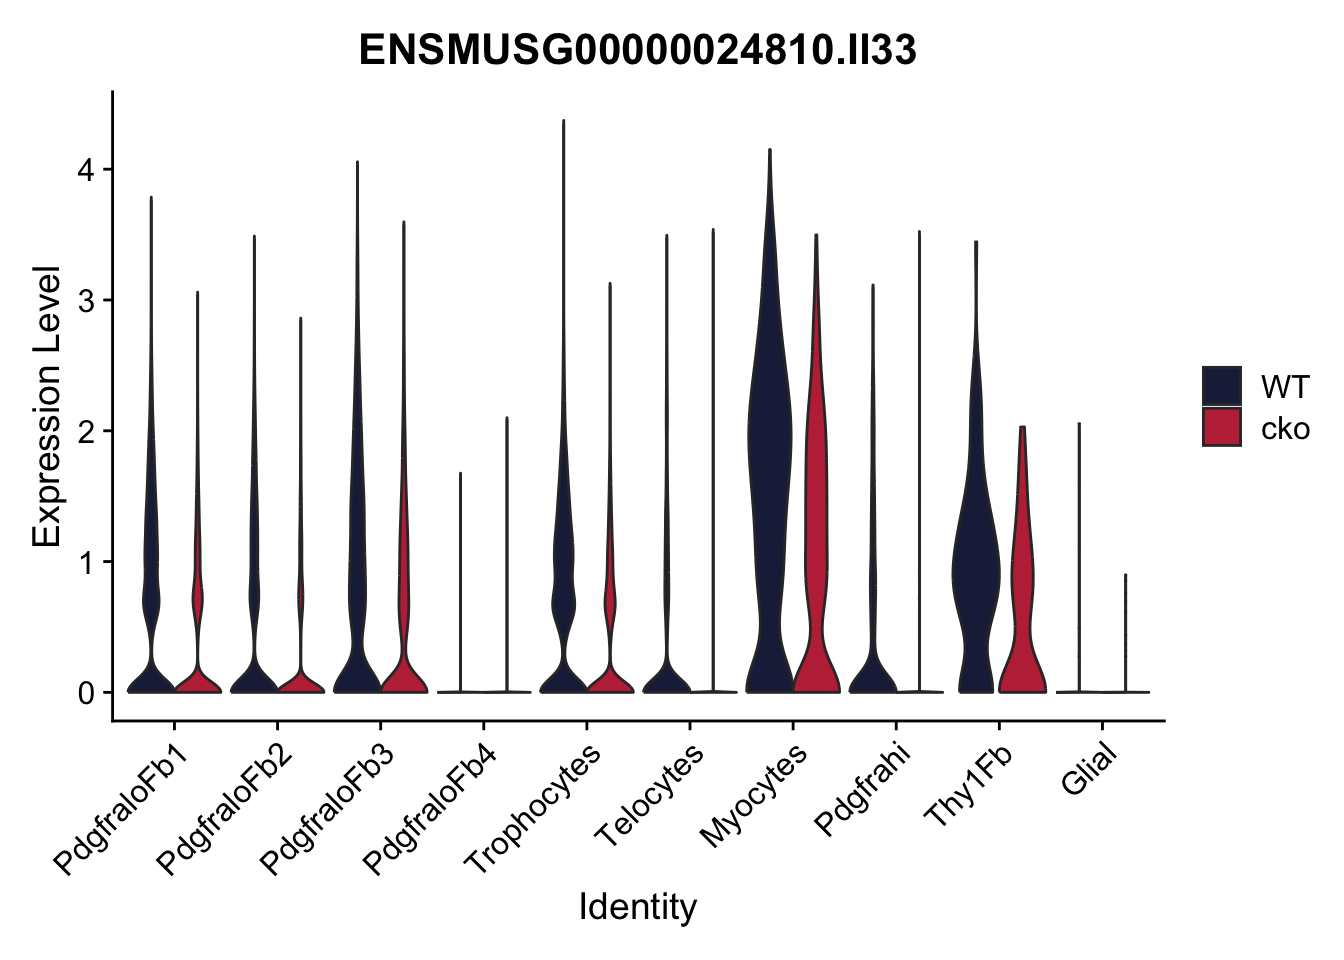 ENSMUSG00000024810.Il33
Expression Level
4
3
2
1
0
PdgfraloFb1
PdgfraloFb2
PdgfraloFb3
PdgfraloFb4
Trophocytes
Telocytes
Myocytes
Pdgfrahi
Thy1Fb
Glial
Identity
WT
cko